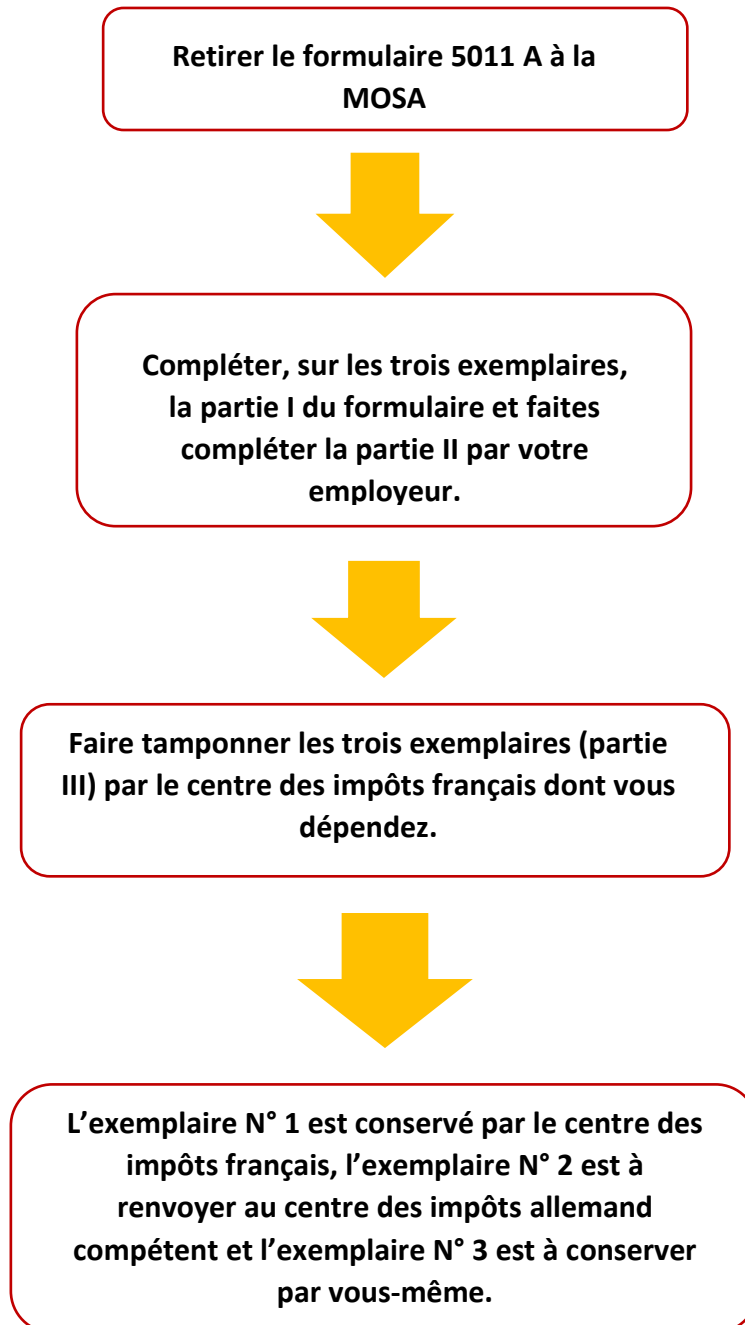 Retirer le formulaire 5011 A à la
MOSA
Compléter, sur les trois exemplaires,
la partie I du formulaire et faites
compléter la partie II par votre
employeur.
Faire tamponner les trois exemplaires (partie
III) par le centre des impôts français dont vous
dépendez.
L’exemplaire N° 1 est conservé par le centre des
impôts français, l’exemplaire N° 2 est à
renvoyer au centre des impôts allemand
compétent et l’exemplaire N° 3 est à conserver
par vous-même.